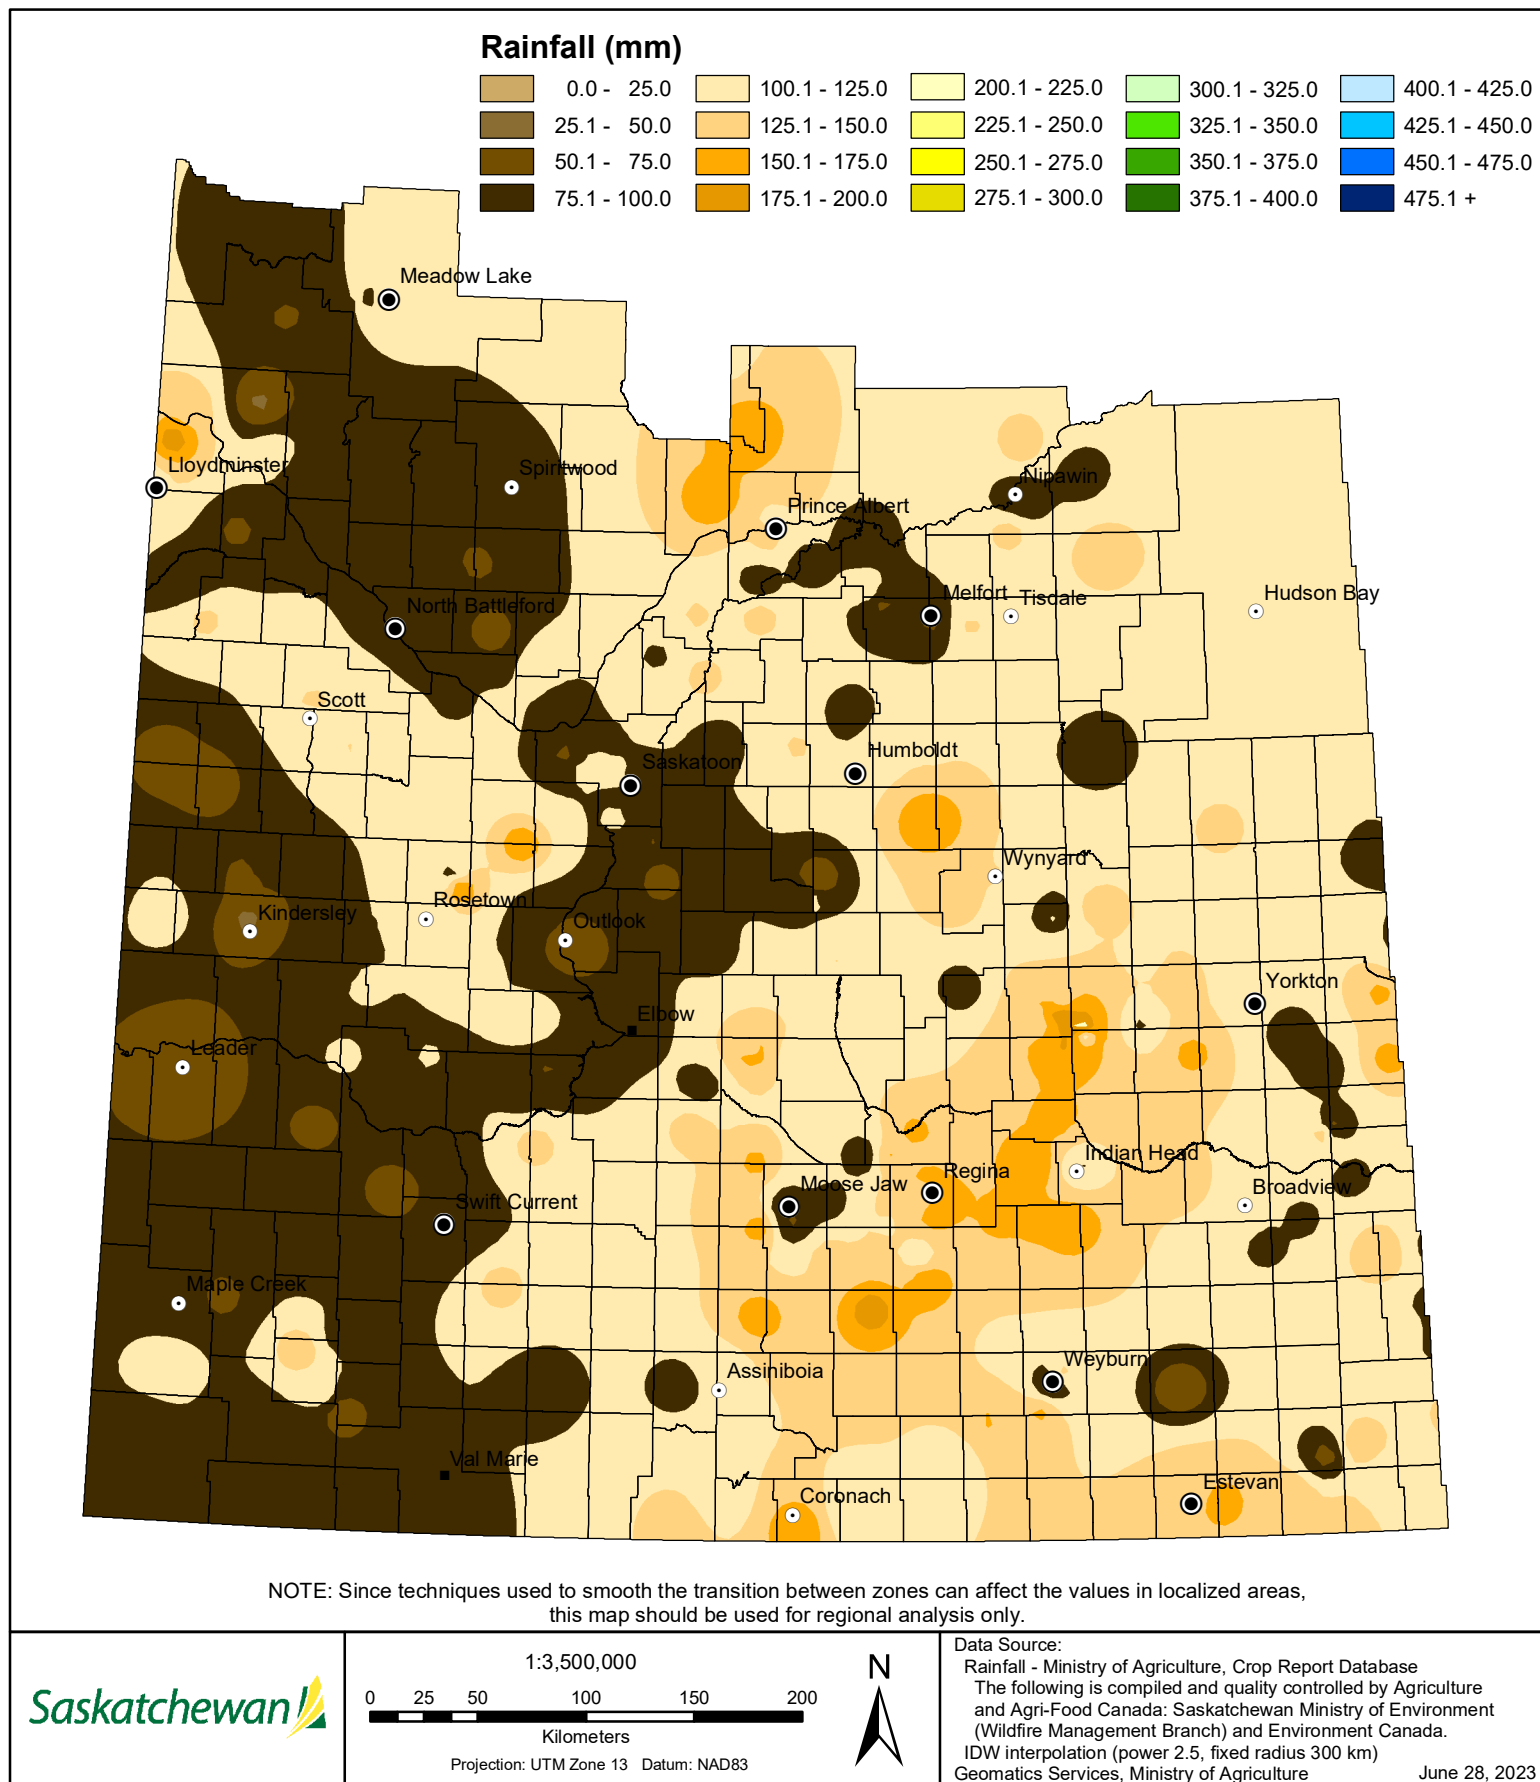 Rainfall (mm)
0.0 - 25.0
25.1 - 50.0
50.1 - 75.0
75.1 - 100.0
100.1 - 125.0
125.1 - 150.0
150.1 - 175.0
175.1 - 200.0
200.1 - 225.0
225.1 - 250.0
250.1 - 275.0
275.1 - 300.0
300.1 - 325.0
325.1 - 350.0
350.1 - 375.0
375.1 - 400.0
400.1 - 425.0
425.1 - 450.0
450.1 - 475.0
475.1 +
Meadow Lake
Lloydminster
Spiritwood
Nipawin
Prince Albert
North Battleford
Melfort
Tisdale
Hudson Bay
Scott
Saskatoon
Humboldt
Wynyard
Kindersley
Rosetown
Outlook
Yorkton
Elbow
Leader
Indian Head
Regina
Moose Jaw
Broadview
Swift Current
Maple Creek
Assiniboia
Weyburn
Val Marie
Coronach
Estevan
NOTE: Since techniques used to smooth the transition between zones can affect the values in localized areas,
this map should be used for regional analysis only.
Saskatchewan
1:3,500,000
0 25 50 100 150 200
Kilometers
Projection: UTM Zone 13 Datum: NAD83
N
Data Source:
Rainfall - Ministry of Agriculture, Crop Report Database
The following is compiled and quality controlled by Agriculture
and Agri-Food Canada: Saskatchewan Ministry of Environment
(Wildfire Management Branch) and Environment Canada.
IDW interpolation (power 2.5, fixed radius 300 km)
Geomatics Services, Ministry of Agriculture
June 28, 2023